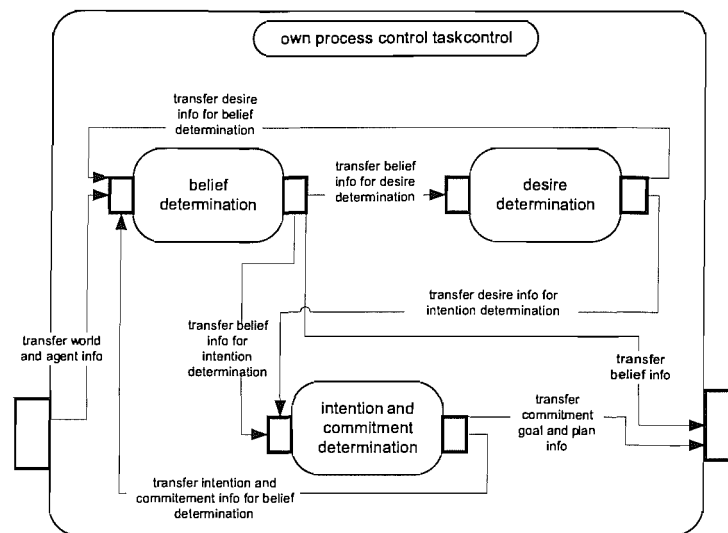 own process control taskcontrol
transfer desire
info for belief
determination
belief
determination
transfer belief
info for desire
determination
desire
determination
transfer desire info for
intention determination
transfer world
and agent info
transfer belief
info for
intention
determination
transfer
belief info
intention and
commitment
determination
transfer
commitment
goal and plan
info
transfer intention and
commitement info for belief
determination